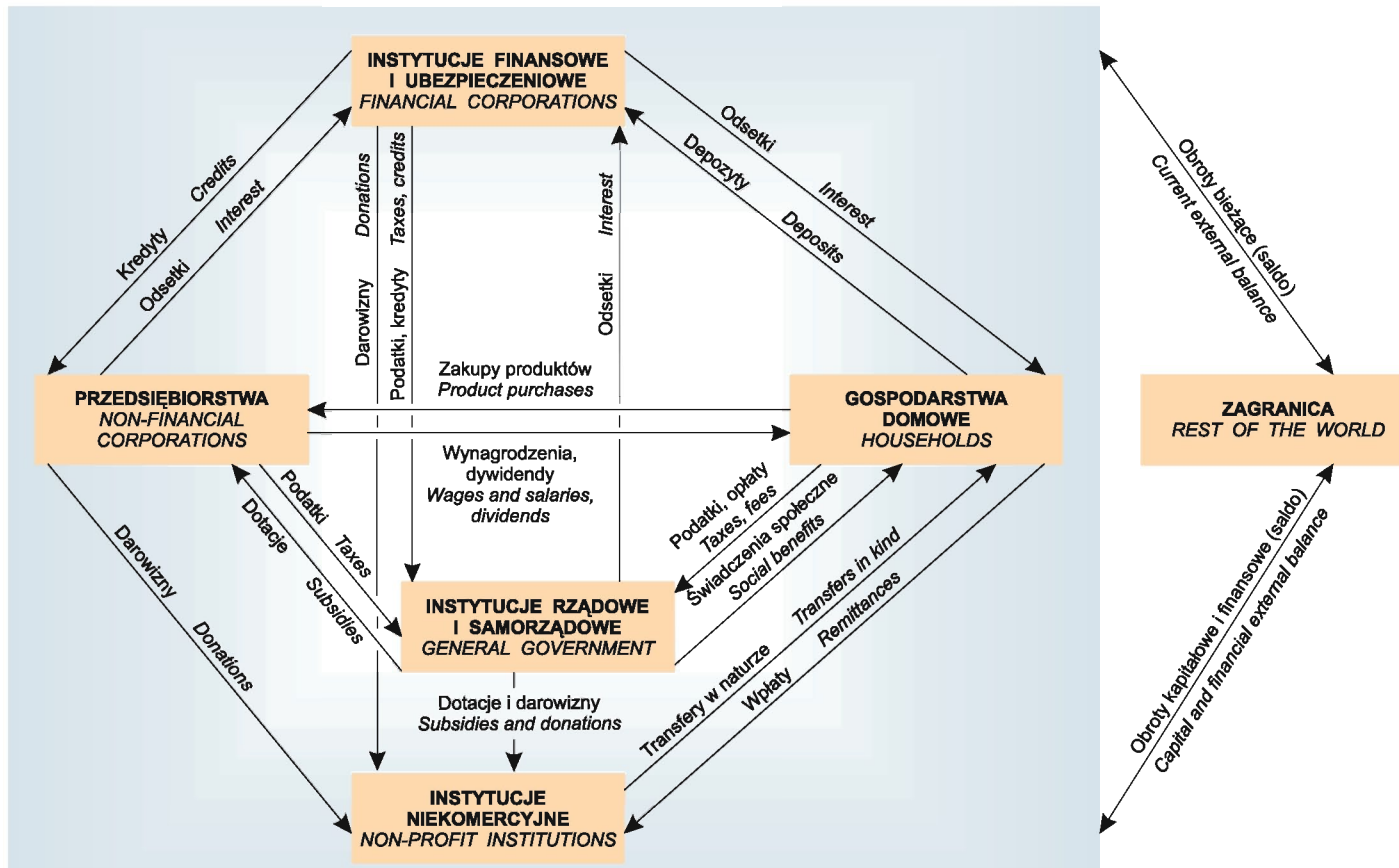 INSTYTUCJE FINANSOWE
I UBEZPIECZENIOWE
FINANCIAL CORPORATIONS
Kredyty Credits
Odsetki Interest
Darowizny Donations
Podatki, kredyty Taxes, credits
Odsetki Interest
Depozyty Deposits
Odsetki Interest
Obroty bieżące (saldo)
Current external balance
PRZEDSIĘBIORSTWA
NON-FINANCIAL
CORPORATIONS
Zakupy produktów
Product purchases
Wynagrodzenia,
dywidendy
Wages and salaries,
dividends
GOSPODARSTWA
DOMOWE
HOUSEHOLDS
ZAGRANICA
REST OF THE WORLD
Darowizny Donations
Dotacje Subsidies
Podatki Taxes
Podatki, opłaty
Taxes, fees
Świadczenia społeczne
Social benefits
Transfery w naturze Transfers in kind
Wpłaty Remittances
Obroty kapitałowe i finansowe (saldo)
Capital and financial external balance
INSTYTUCJE RZĄDOWE
I SAMORZĄDOWE
GENERAL GOVERNMENT
Dotacje i darowizny
Subsidies and donations
INSTYTUCJE
NIEKOMERCYJNE
NON-PROFIT INSTITUTIONS